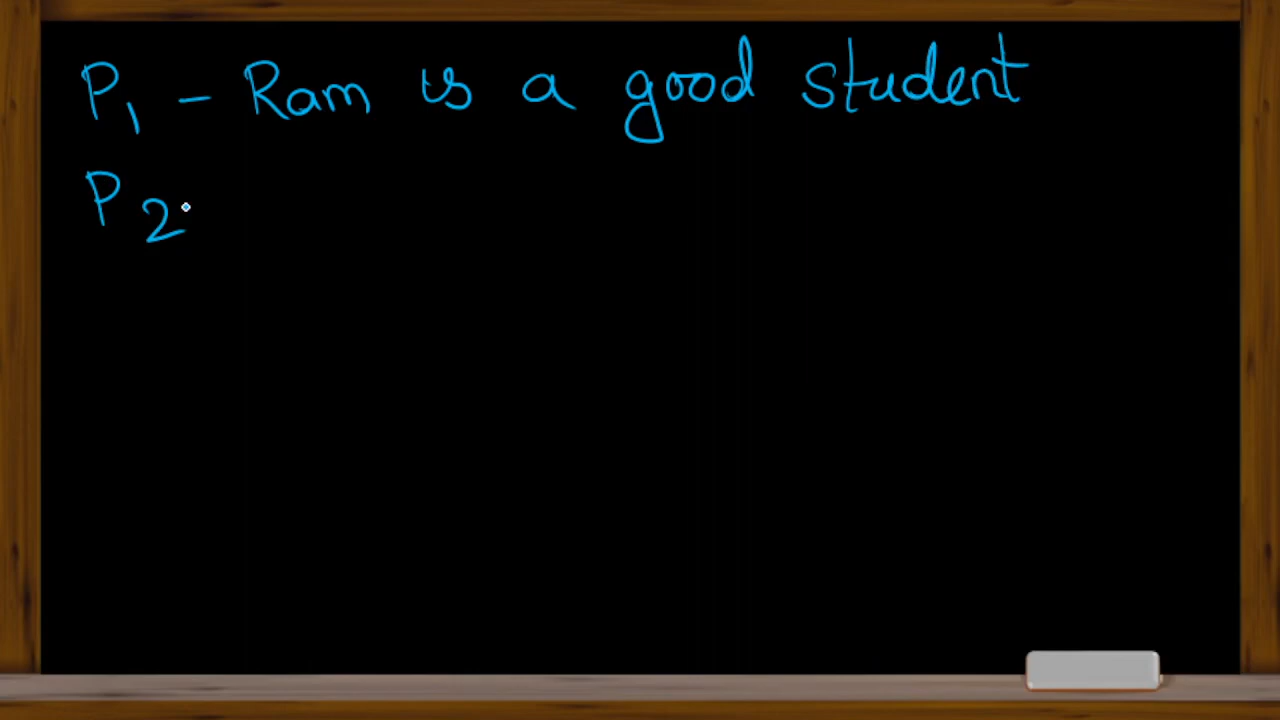 P₁ - Ram is a good student
P₂